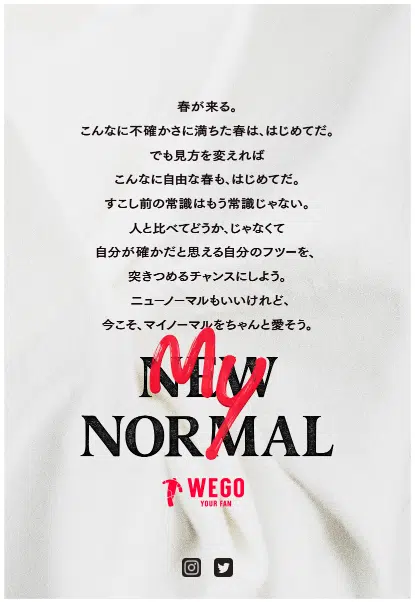 春が来る。
こんなに不確かさに満ちた春は、はじめてだ。
でも見方を変えれば
こんなに自由な春も、はじめてだ。
すこし前の常識はもう常識じゃない。
人と比べてどうか、じゃなくて
自分が確かだと思える自分のフツーを、
突きつめるチャンスにしよう。
ニューノーマルもいいけれど、
今こそ、マイノーマルをちゃんと愛そう。
NEW
My
NORMAL
WEGO
YOUR FAN